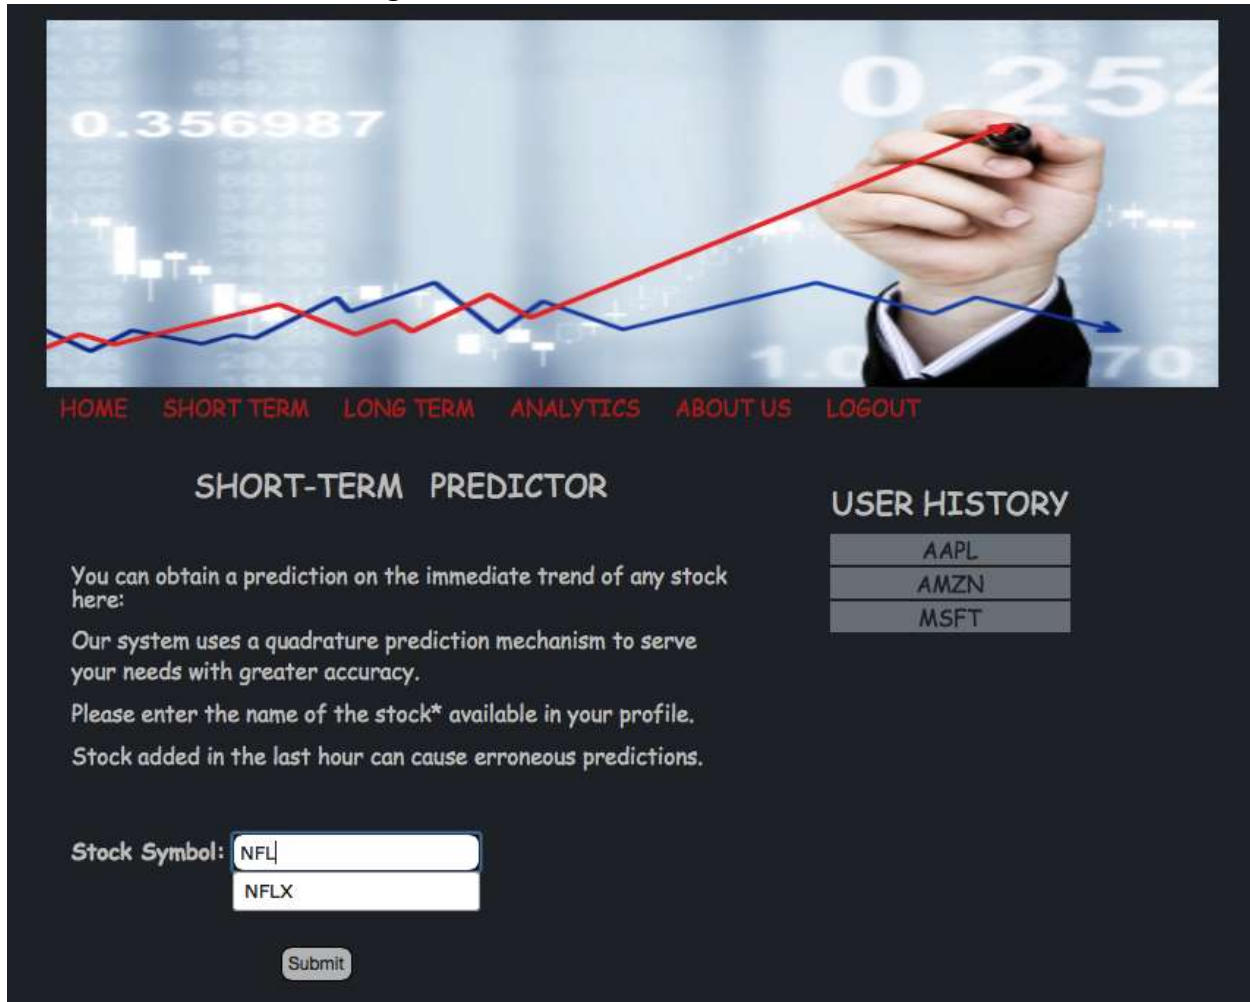 0.254
0.356987
1.0 70
HOME SHORT TERM LONG TERM ANALYTICS ABOUT US LOGOUT
SHORT-TERM PREDICTOR
You can obtain a prediction on the immediate trend of any stock
here:
Our system uses a quadrature prediction mechanism to serve
your needs with greater accuracy.
Please enter the name of the stock* available in your profile.
Stock added in the last hour can cause erroneous predictions.
Stock Symbol: NFL
NFLX
Submit
USER HISTORY
AAPL
AMZN
MSFT